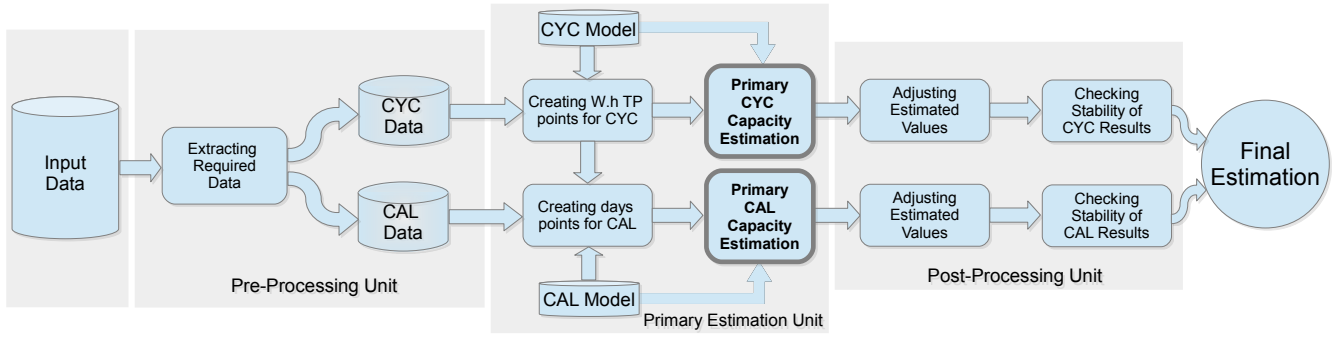 Input
Data
Extracting
Required
Data
CYC
Data
CAL
Data
Pre-Processing Unit
CYC Model
Creating W.h TP
points for CYC
Primary
CYC
Capacity
Estimation
Creating days
points for CAL
Primary
CAL
Capacity
Estimation
CAL Model
Primary Estimation Unit
Adjusting
Estimated
Values
Checking
Stability of
CYC Results
Adjusting
Estimated
Values
Checking
Stability of
CAL Results
Post-Processing Unit
Final
Estimation